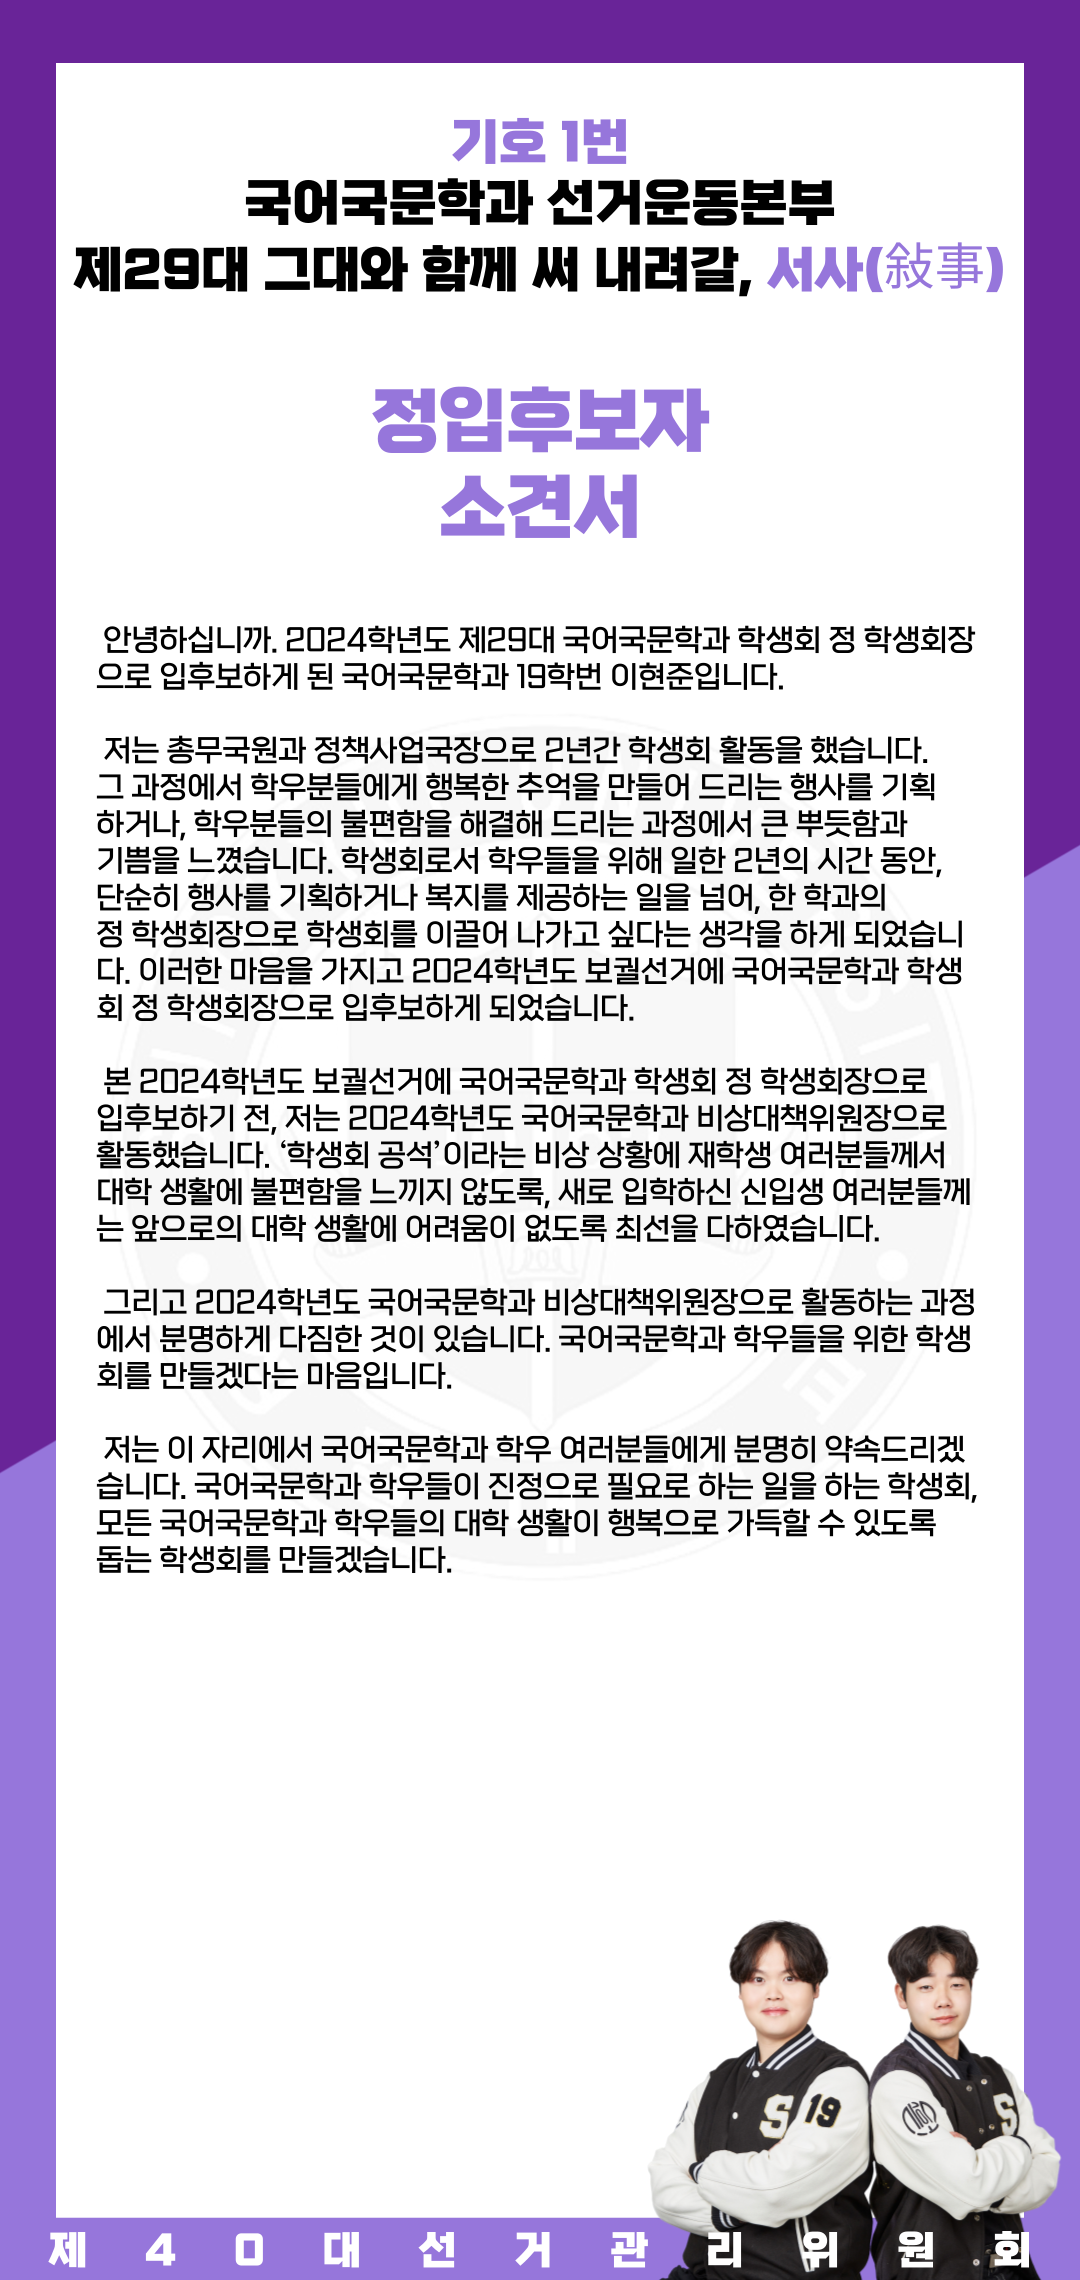 기호 1번
국어국문학과 선거운동본부
제29대 그대와 함께 써 내려갈, 서사(敍事)
정입후보자
소견서
안녕하십니까. 2024학년도 제29대 국어국문학과 학생회 정 학생회장
으로 입후보하게 된 국어국문학과 19학번 이현준입니다.
저는 총무국원과 정책사업국장으로 2년간 학생회 활동을 했습니다.
그 과정에서 학우분들에게 행복한 추억을 만들어 드리는 행사를 기획
하거나, 학우분들의 불편함을 해결해 드리는 과정에서 큰 뿌듯함과
기쁨을 느꼈습니다. 학생회로서 학우들을 위해 일한 2년의 시간 동안,
단순히 행사를 기획하거나 복지를 제공하는 일을 넘어, 한 학과의
정 학생회장으로 학생회를 이끌어 나가고 싶다는 생각을 하게 되었습니
다. 이러한 마음을 가지고 2024학년도 보궐선거에 국어국문학과 학생
회 정 학생회장으로 입후보하게 되었습니다.
본 2024학년도 보궐선거에 국어국문학과 학생회 정 학생회장으로
입후보하기 전, 저는 2024학년도 국어국문학과 비상대책위원장으로
활동했습니다. ‘학생회 공석’이라는 비상 상황에 재학생 여러분들께서
대학 생활에 불편함을 느끼지 않도록, 새로 입학하신 신입생 여러분들께
는 앞으로의 대학 생활에 어려움이 없도록 최선을 다하였습니다.
그리고 2024학년도 국어국문학과 비상대책위원장으로 활동하는 과정
에서 분명하게 다짐한 것이 있습니다. 국어국문학과 학우들을 위한 학생
회를 만들겠다는 마음입니다.
저는 이 자리에서 국어국문학과 학우 여러분들에게 분명히 약속드리겠
습니다. 국어국문학과 학우들이 진정으로 필요로 하는 일을 하는 학생회,
모든 국어국문학과 학우들의 대학 생활이 행복으로 가득할 수 있도록
돕는 학생회를 만들겠습니다.
S 19
S
제40대선거관리위원회